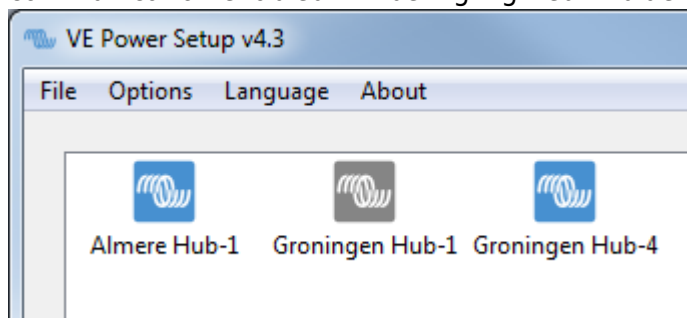 VE Power Setup v4.3
File Options Language About
Almere Hub-1 Groningen Hub-1 Groningen Hub-4